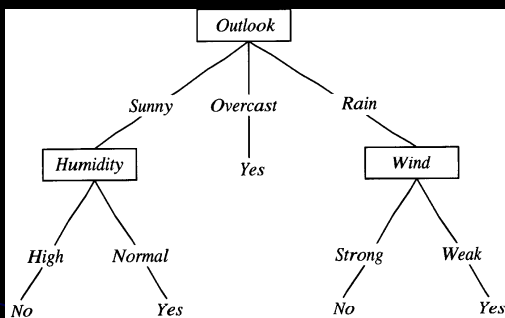 Outlook
Sunny Overcast Rain
Humidity Yes Wind
High Normal Strong Weak
No Yes No Yes